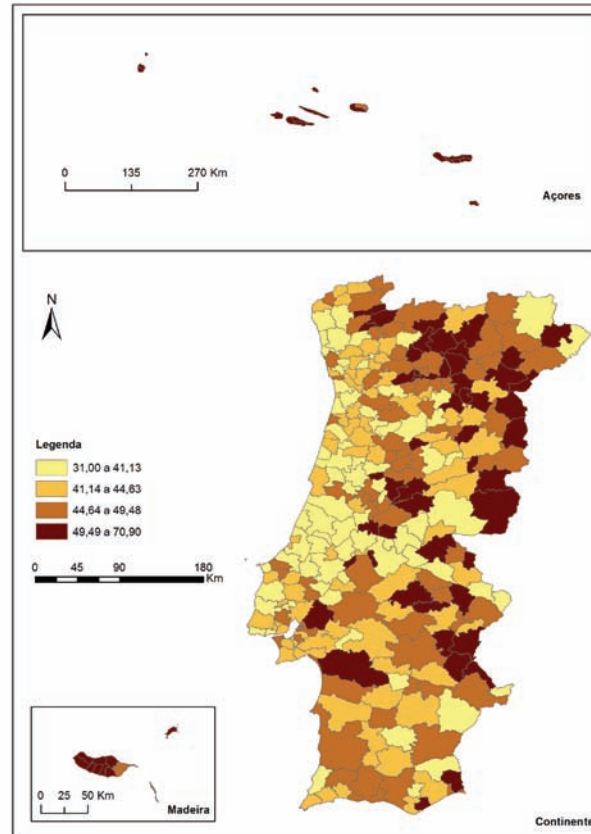 0 135 270 Km
Açores
N
Legenda
31,00 a 41,13
41,14 a 44,63
44,64 a 49,48
49,49 a 70,90
0 45 90 180
Km
0 25 50 Km
Madeira
Continente